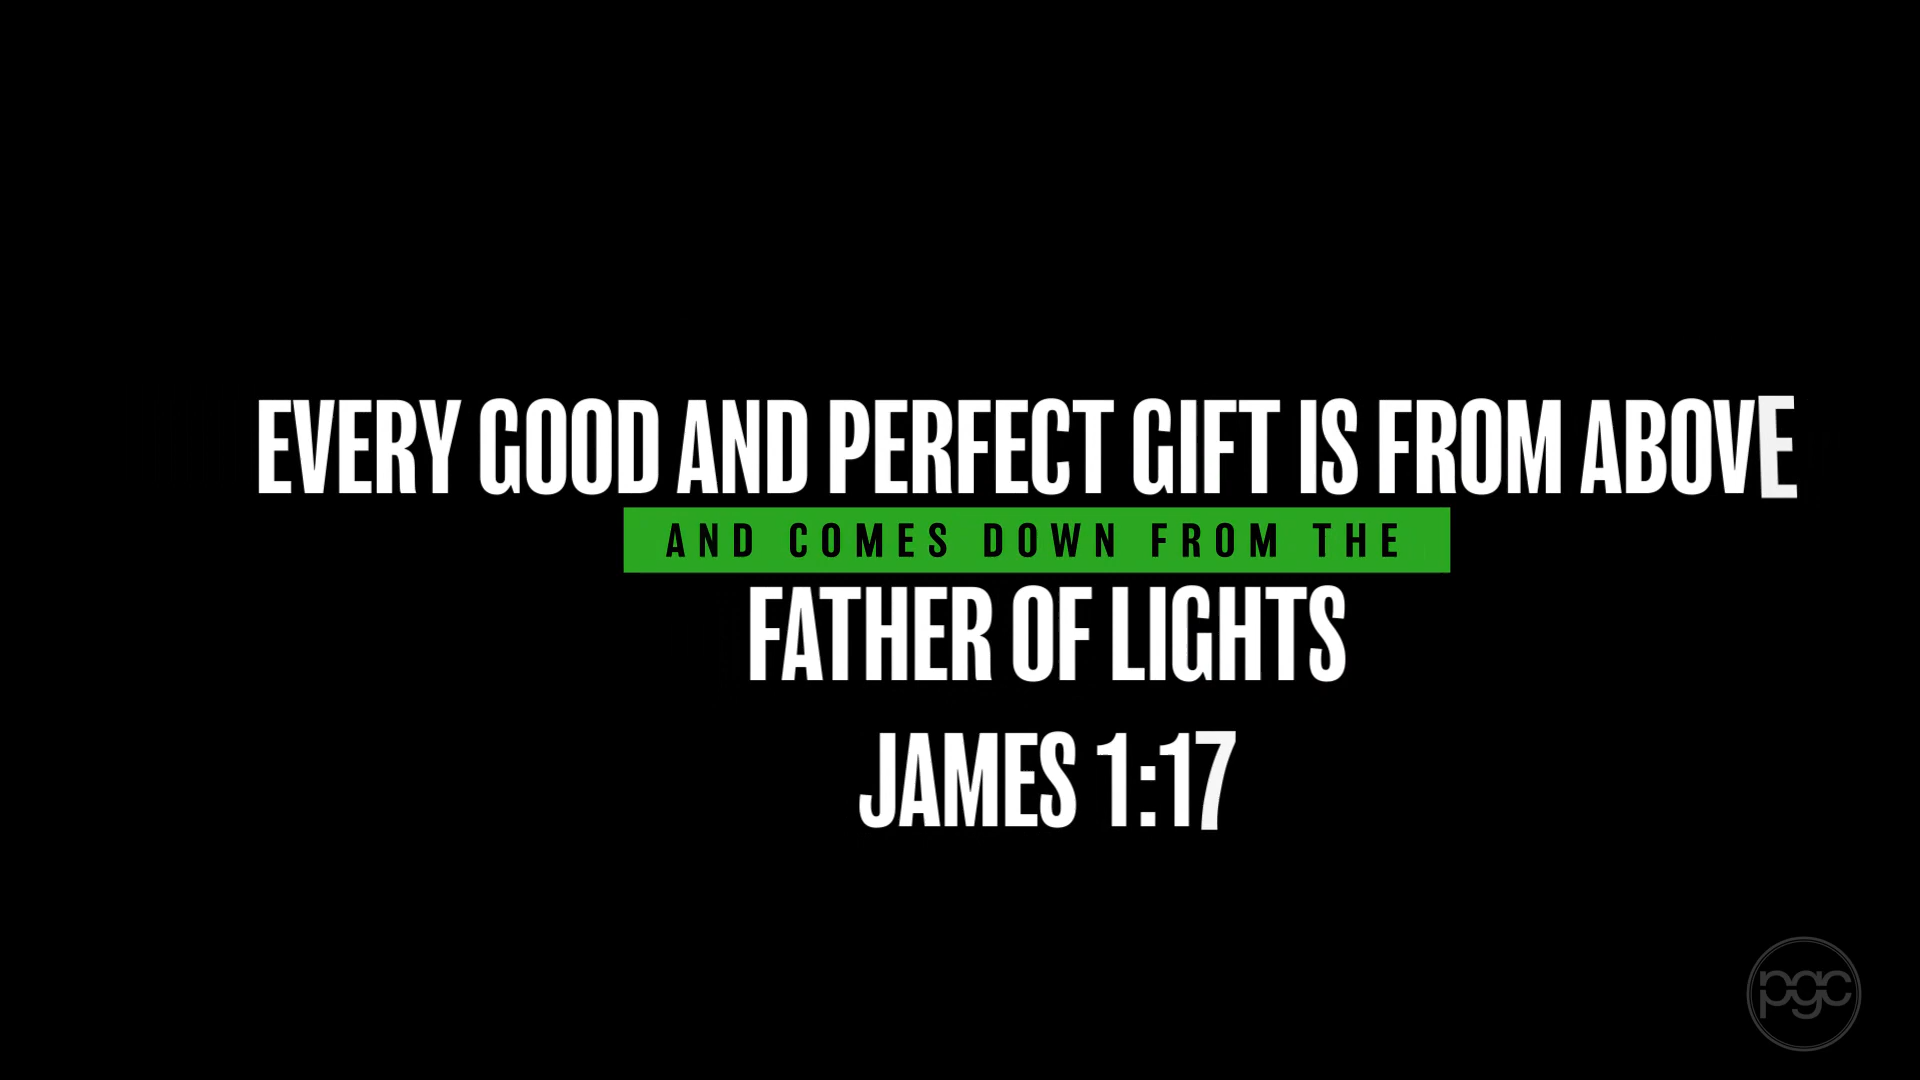 EVERY GOOD AND PERFECT GIFT IS FROM ABOVE
AND COMES DOWN FROM THE
FATHER OF LIGHTS
JAMES 1:17
pgc